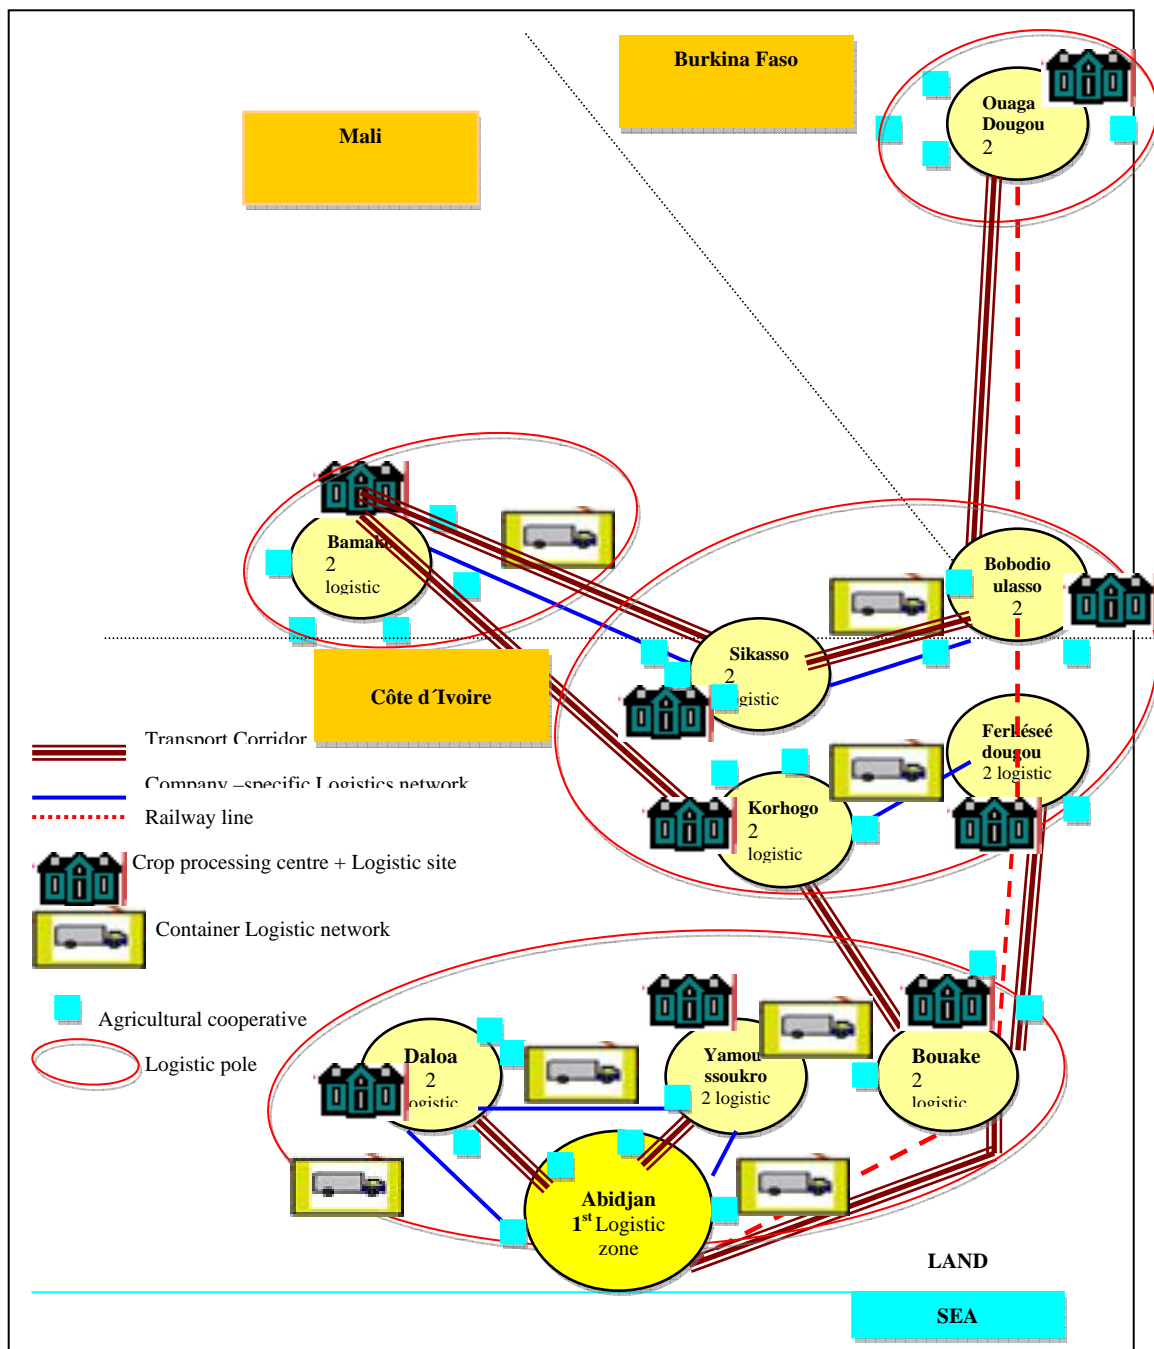 Burkina Faso
Ouaga
Dougou
2
Mali
Bamako
2
logistic
Bobodio
ulasso
2
Sikasso
2
logistic
Côte d´Ivoire
Ferkéseé
dougou
2 logistic
Korhogo
2
logistic
Transport Corridor
Company –specific Logistics network
Railway line
Crop processing centre + Logistic site
Container Logistic network
Agricultural cooperative
Logistic pole
Daloa
2
logistic
Yamou
ssoukro
2 logistic
Bouake
2
logistic
Abidjan
1st Logistic
zone
LAND
SEA